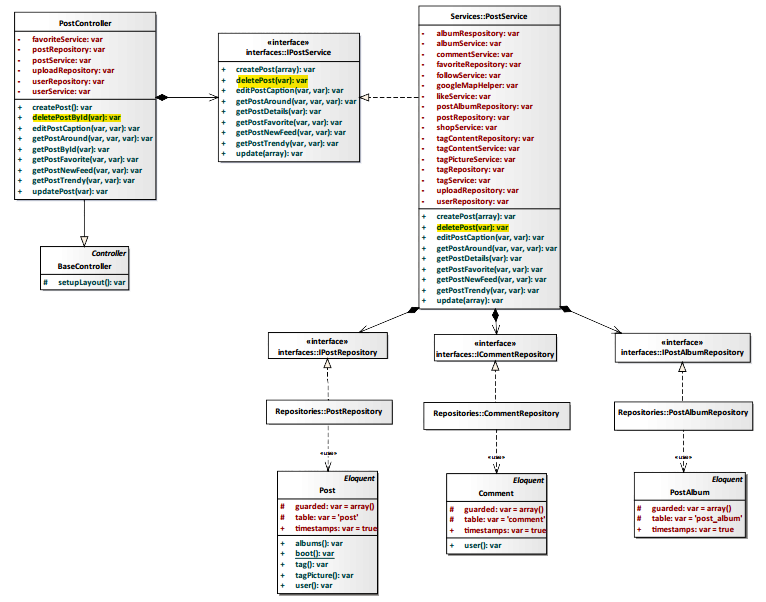 PostController
- favoriteService: var
- postRepository: var
- postService: var
- uploadRepository: var
- userRepository: var
- userService: var
+ createPost(): var
+ deletePostById(var): var
+ editPostCaption(var, var): var
+ getPostAround(var, var, var, var): var
+ getPostById(var): var
+ getPostFavorite(var, var): var
+ getPostNewFeed(var, var): var
+ getPostTrendy(var, var): var
+ updatePost(var): var
Controller
BaseController
# setupLayout(): var
«interface»
interfaces::IPostService
+ createPost(array): var
+ deletePost(var): var
+ editPostCaption(var, var): var
+ getPostAround(var, var, var, var): var
+ getPostDetails(var): var
+ getPostFavorite(var, var): var
+ getPostNewFeed(var, var): var
+ getPostTrendy(var, var): var
+ update(array): var
Services::PostService
- albumRespository: var
- albumService: var
- commentService: var
- favoriteRepository: var
- followService: var
- googleMapHelper: var
- likeService: var
- postAlbumRepository: var
- postRepository: var
- shopService: var
- tagContentRepository: var
- tagContentService: var
- tagPictureService: var
- tagRepository: var
- tagService: var
- uploadRepository: var
- userRepository: var
+ createPost(array): var
+ deletePost(var): var
+ editPostCaption(var, var): var
+ getPostAround(var, var, var, var): var
+ getPostDetails(var): var
+ getPostFavorite(var, var): var
+ getPostNewFeed(var, var): var
+ getPostTrendy(var, var): var
+ update(array): var
«interface»
interfaces::IPostRepository
«interface»
interfaces::ICommentRepository
«interface»
interfaces::IPostAlbumRepository
Repositories::PostRepository
Repositories::CommentRepository
Repositories::PostAlbumRepository
«use»
«use»
«use»
Eloquent
Post
# guarded: var = array()
# table: var = 'post'
+ timestamps: var = true
+ albums(): var
+ boot(): var
+ tag(): var
+ tagPicture(): var
+ user(): var
Eloquent
Comment
# guarded: var = array()
# table: var = 'comment'
+ timestamps: var = true
+ user(): var
Eloquent
PostAlbum
# guarded: var = array()
# table: var = 'post_album'
+ timestamps: var = true